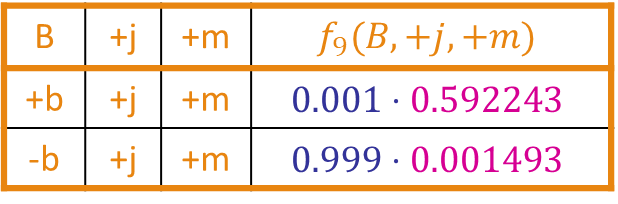 B +j +m f₉(B, +j, +m)
+b +j +m 0.001 · 0.592243
-b +j +m 0.999 · 0.001493